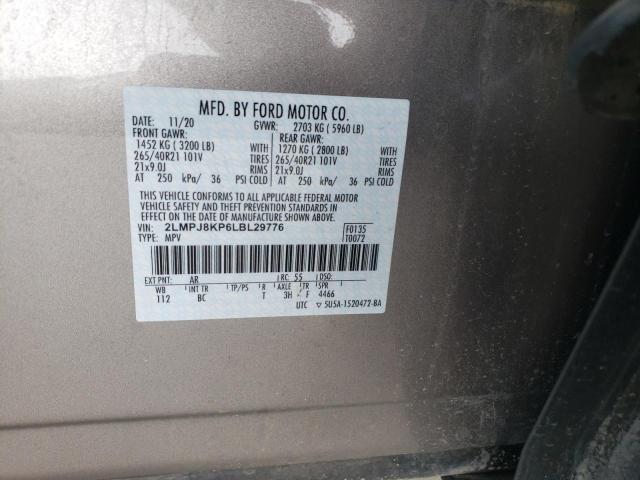 MFD. BY FORD MOTOR CO.
DATE: 11/20 GVWR: 2703 KG ( 5960 LB)
FRONT GAWR: REAR GAWR:
1452 KG ( 3200 LB) WITH 1270 KG ( 2800 LB) WITH
265/40R21 101V TIRES 265/40R21 101V TIRES
21x9.0J RIMS 21x9.0J RIMS
AT 250 kPa/ 36 PSI COLD AT 250 kPa/ 36 PSI COLD
THIS VEHICLE CONFORMS TO ALL APPLICABLE FEDERAL MOTOR
VEHICLE SAFETY AND BUMPER AND THEFT PREVENTION STANDARDS
IN EFFECT ON THE DATE OF MANUFACTURE SHOWN ABOVE.
VIN: 2LMPJ8KP6LBL29776 F0135
TYPE: MPV T0072
EXT PNT: AR RC: 55 DSO:
WB INT TR TP/PS R AXLE TR SPR
112 BC T 3H F 4466
UTC ▽ 5U5A-1520472-BA